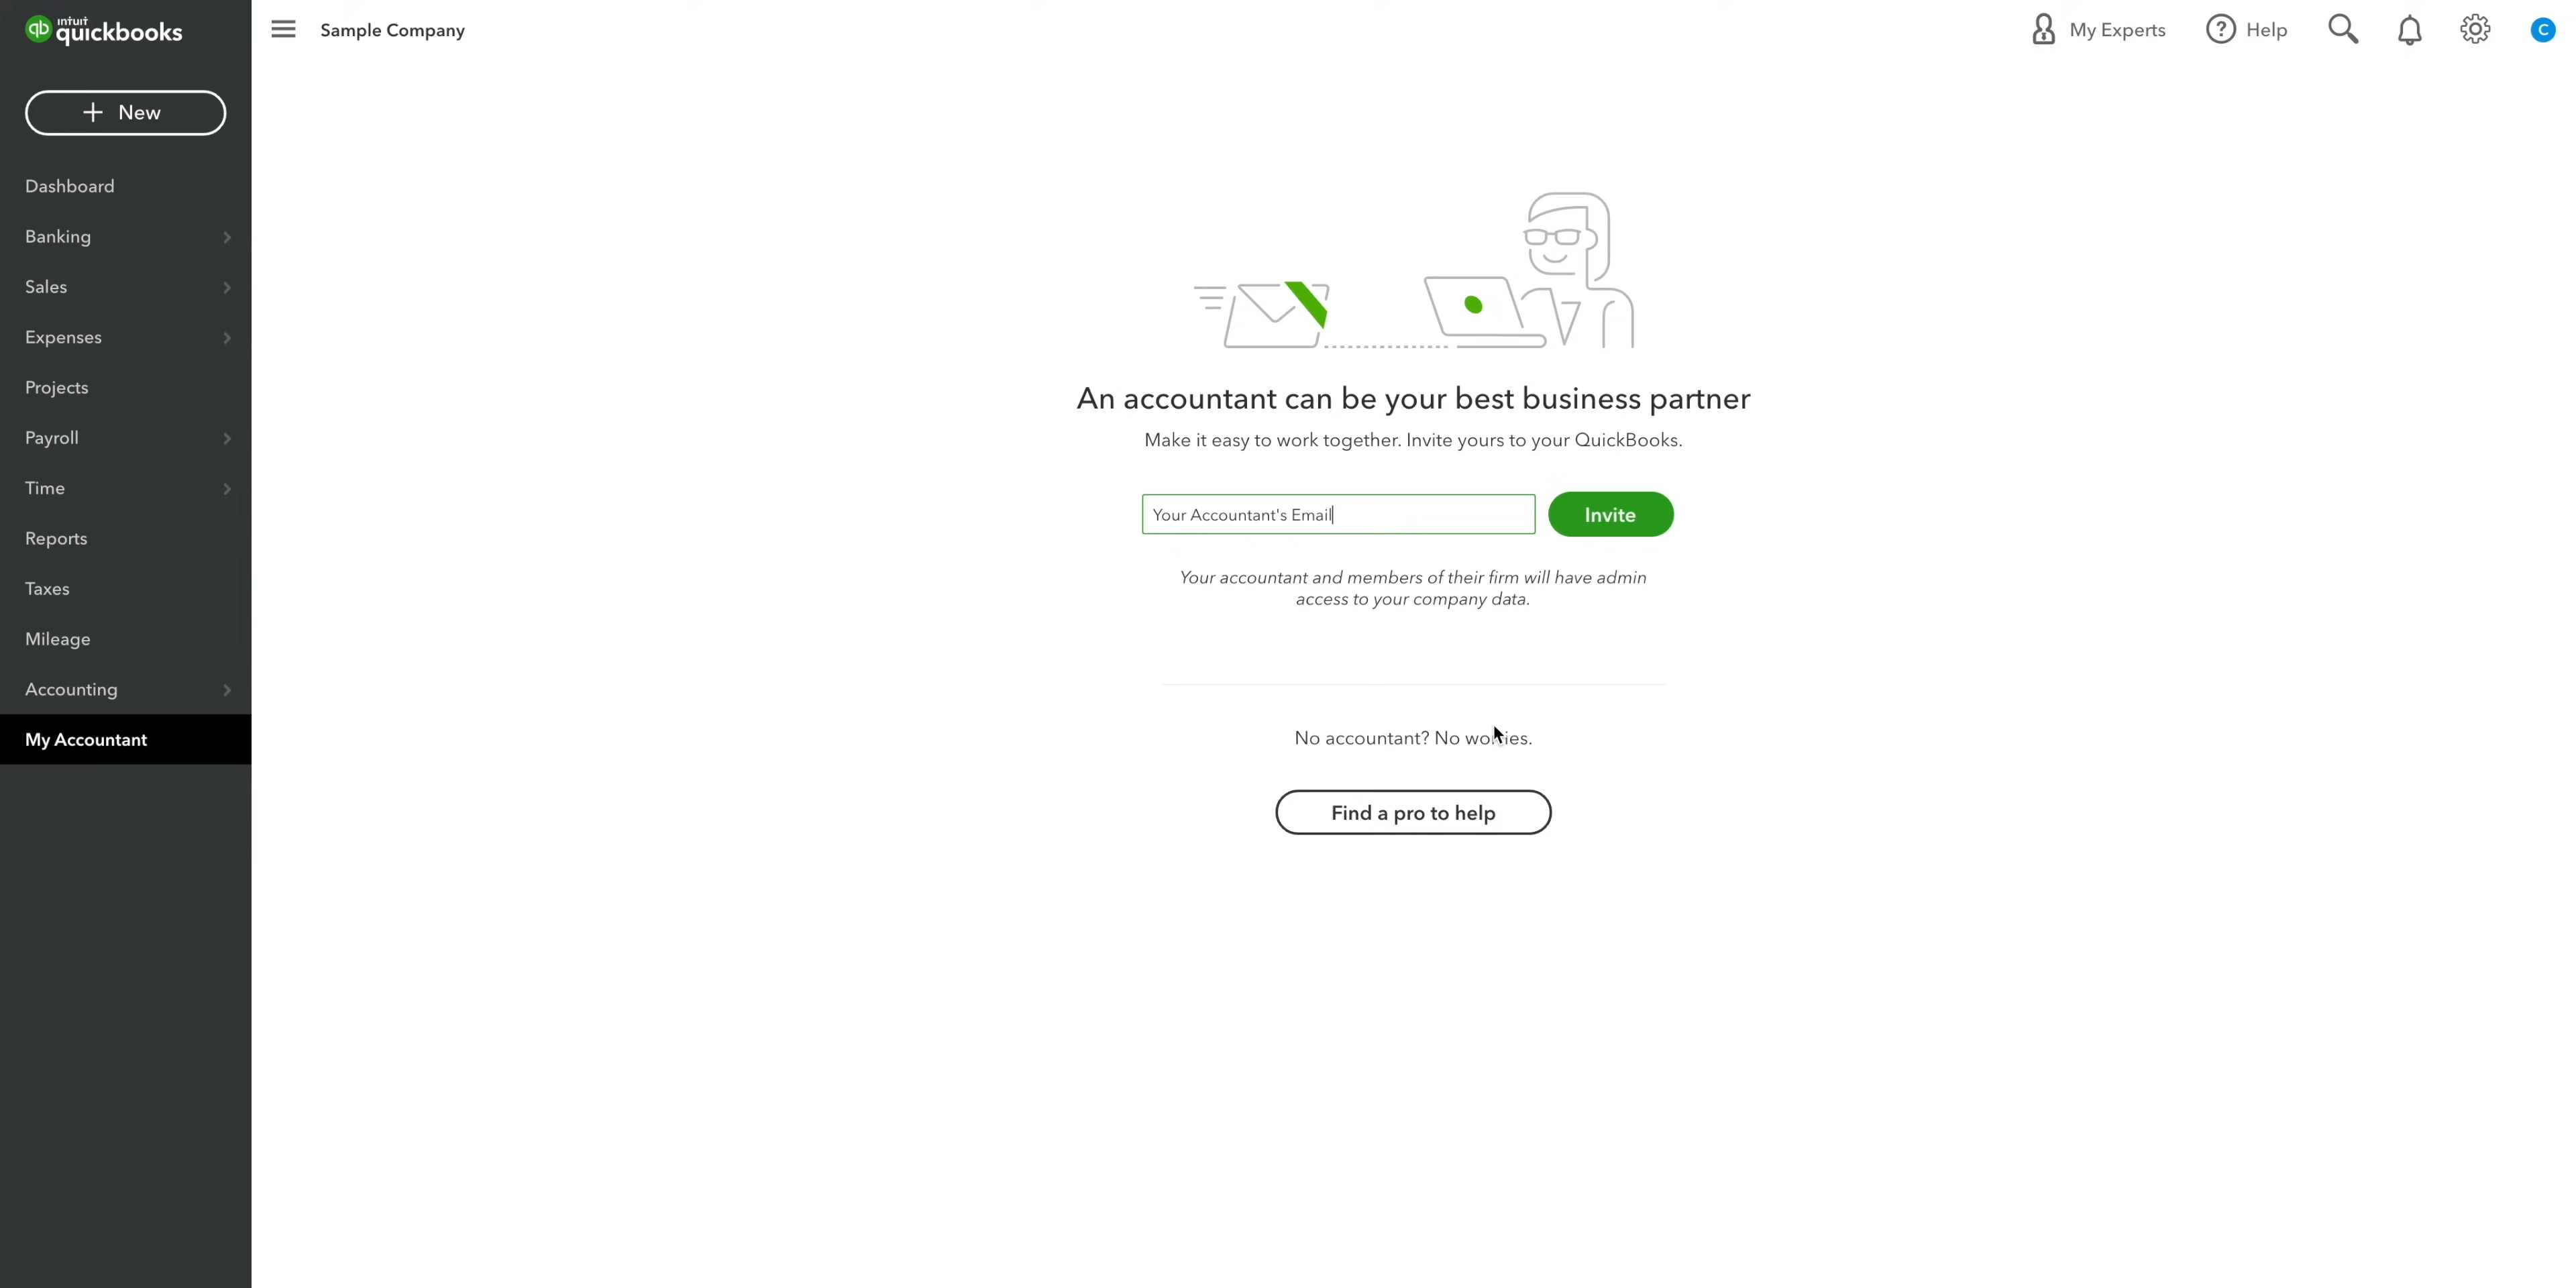 intuit
quickbooks
Sample Company
My Experts
Help
C
+ New
Dashboard
Banking
Sales
Expenses
Projects
Payroll
Time
Reports
Taxes
Mileage
Accounting
My Accountant
An accountant can be your best business partner
Make it easy to work together. Invite yours to your QuickBooks.
Your Accountant's Email
Invite
Your accountant and members of their firm will have admin
access to your company data.
No accountant? No worries.
Find a pro to help